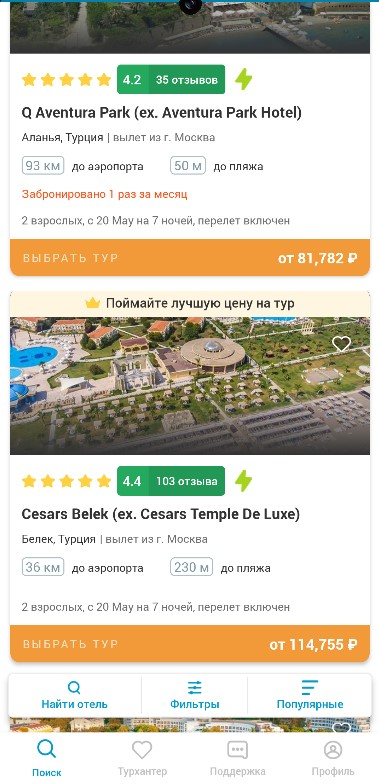 4.2 35 отзывов
Q Aventura Park (ex. Aventura Park Hotel)
Аланья, Турция | вылет из г. Москва
93 км до аэропорта 50 м до пляжа
Забронировано 1 раз за месяц
2 взрослых, с 20 May на 7 ночей, перелет включен
ВЫБРАТЬ ТУР от 81,782 ₽
Поймайте лучшую цену на тур
4.4 103 отзыва
Cesars Belek (ex. Cesars Temple De Luxe)
Белек, Турция | вылет из г. Москва
36 км до аэропорта 230 м до пляжа
2 взрослых, с 20 May на 7 ночей, перелет включен
ВЫБРАТЬ ТУР от 114,755 ₽
Найти отель Фильтры Популярные
Поиск Турхантер Поддержка Профиль